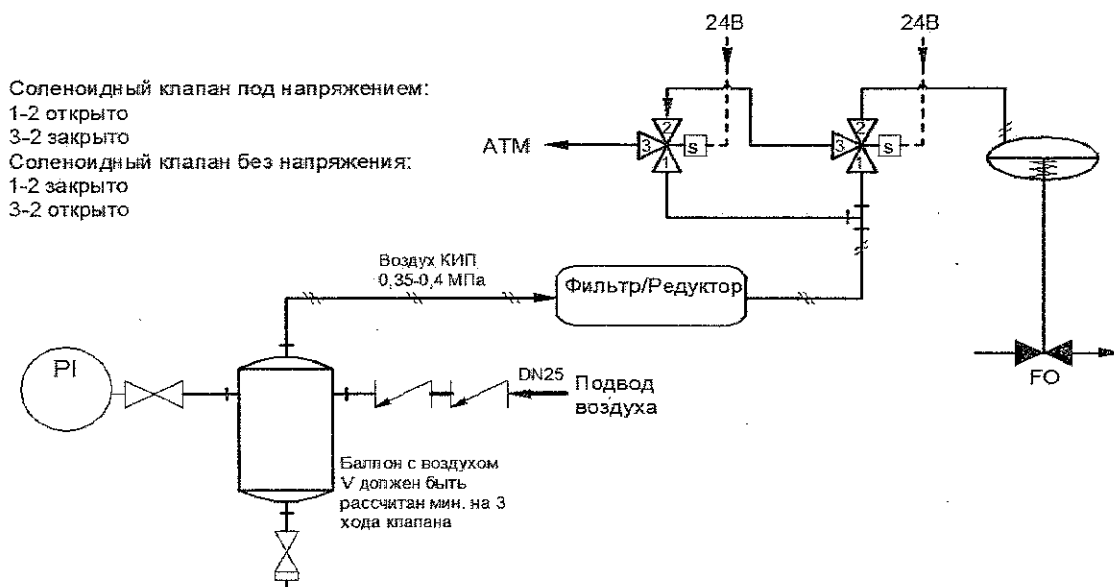 24В
24В
Соленоидный клапан под напряжением:
1-2 открыто
3-2 закрыто
Соленоидный клапан без напряжения:
1-2 закрыто
3-2 открыто
АТМ
2
3
1
s
2
3
1
s
Воздух КИП
0,35-0,4 МПа
Фильтр/Редуктор
PI
DN25
Подвод
воздуха
FO
Баллон с воздухом
V должен быть
рассчитан мин. на 3
хода клапана